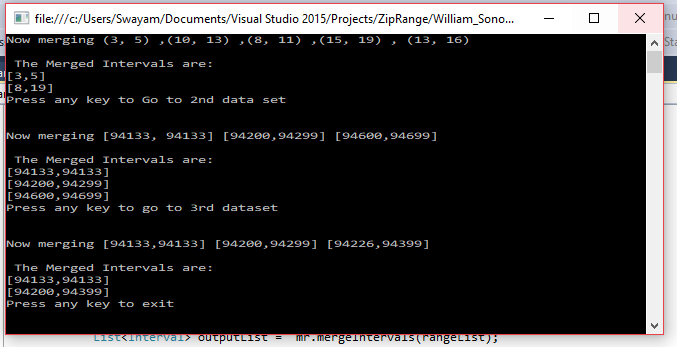 file:///c:/Users/Swayam/Documents/Visual Studio 2015/Projects/ZipRange/William_Sono...
Now merging (3, 5) ,(10, 13) ,(8, 11) ,(15, 19) , (13, 16)
The Merged Intervals are:
[3,5]
[8,19]
Press any key to Go to 2nd data set
Now merging [94133, 94133] [94200,94299] [94600,94699]
The Merged Intervals are:
[94133,94133]
[94200,94299]
[94600,94699]
Press any key to go to 3rd dataset
Now merging [94133,94133] [94200,94299] [94226,94399]
The Merged Intervals are:
[94133,94133]
[94200,94399]
Press any key to exit
List<Interval> outputList = mr.mergeIntervals(rangeList);